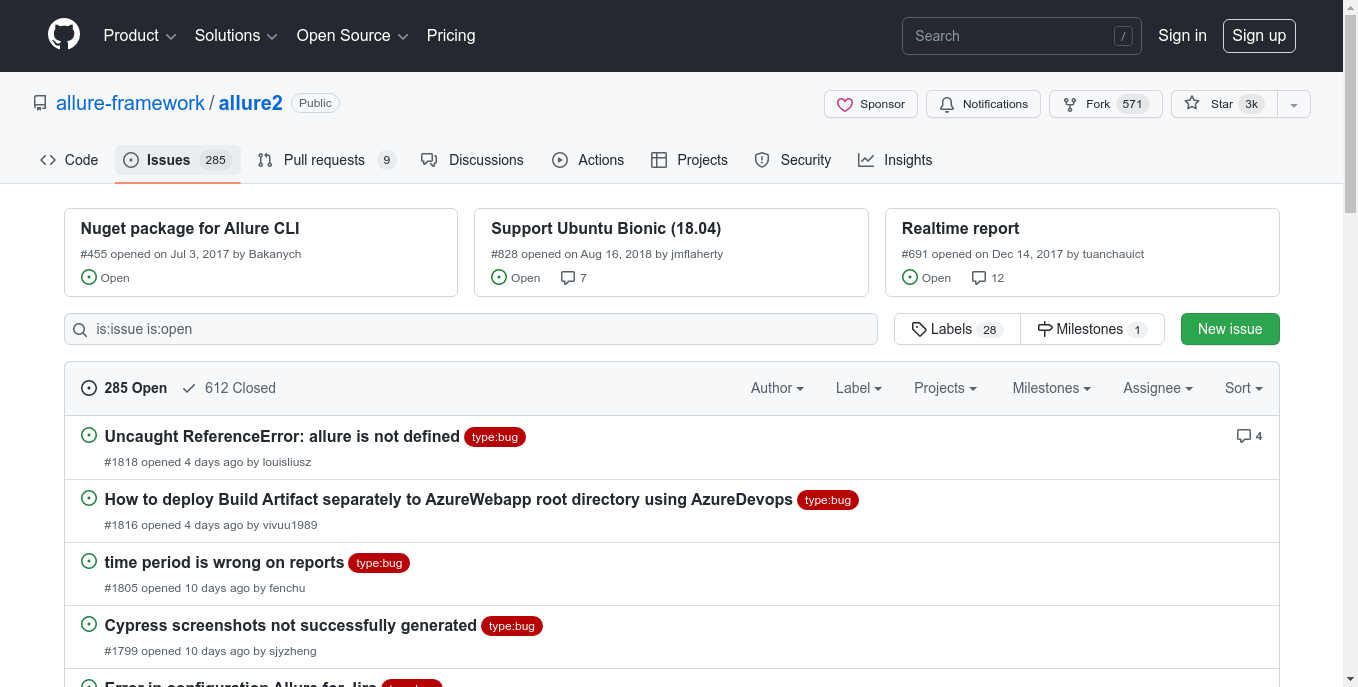 Product Solutions Open Source Pricing Search / Sign in Sign up
allure-framework / allure2 Public Sponsor Notifications Fork 571 Star 3k
Code Issues 285 Pull requests 9 Discussions Actions Projects Security Insights
Nuget package for Allure CLI
#455 opened on Jul 3, 2017 by Bakanych
Open
Support Ubuntu Bionic (18.04)
#828 opened on Aug 16, 2018 by jmflaherty
Open 7
Realtime report
#691 opened on Dec 14, 2017 by tuanchauict
Open 12
is:issue is:open Labels 28 Milestones 1 New issue
285 Open 612 Closed Author Label Projects Milestones Assignee Sort
Uncaught ReferenceError: allure is not defined type:bug 4
#1818 opened 4 days ago by louisliusz
How to deploy Build Artifact separately to AzureWebapp root directory using AzureDevops type:bug
#1816 opened 4 days ago by vivuu1989
time period is wrong on reports type:bug
#1805 opened 10 days ago by fenchu
Cypress screenshots not successfully generated type:bug
#1799 opened 10 days ago by sjyzheng
Error in configuration Allure for Jira